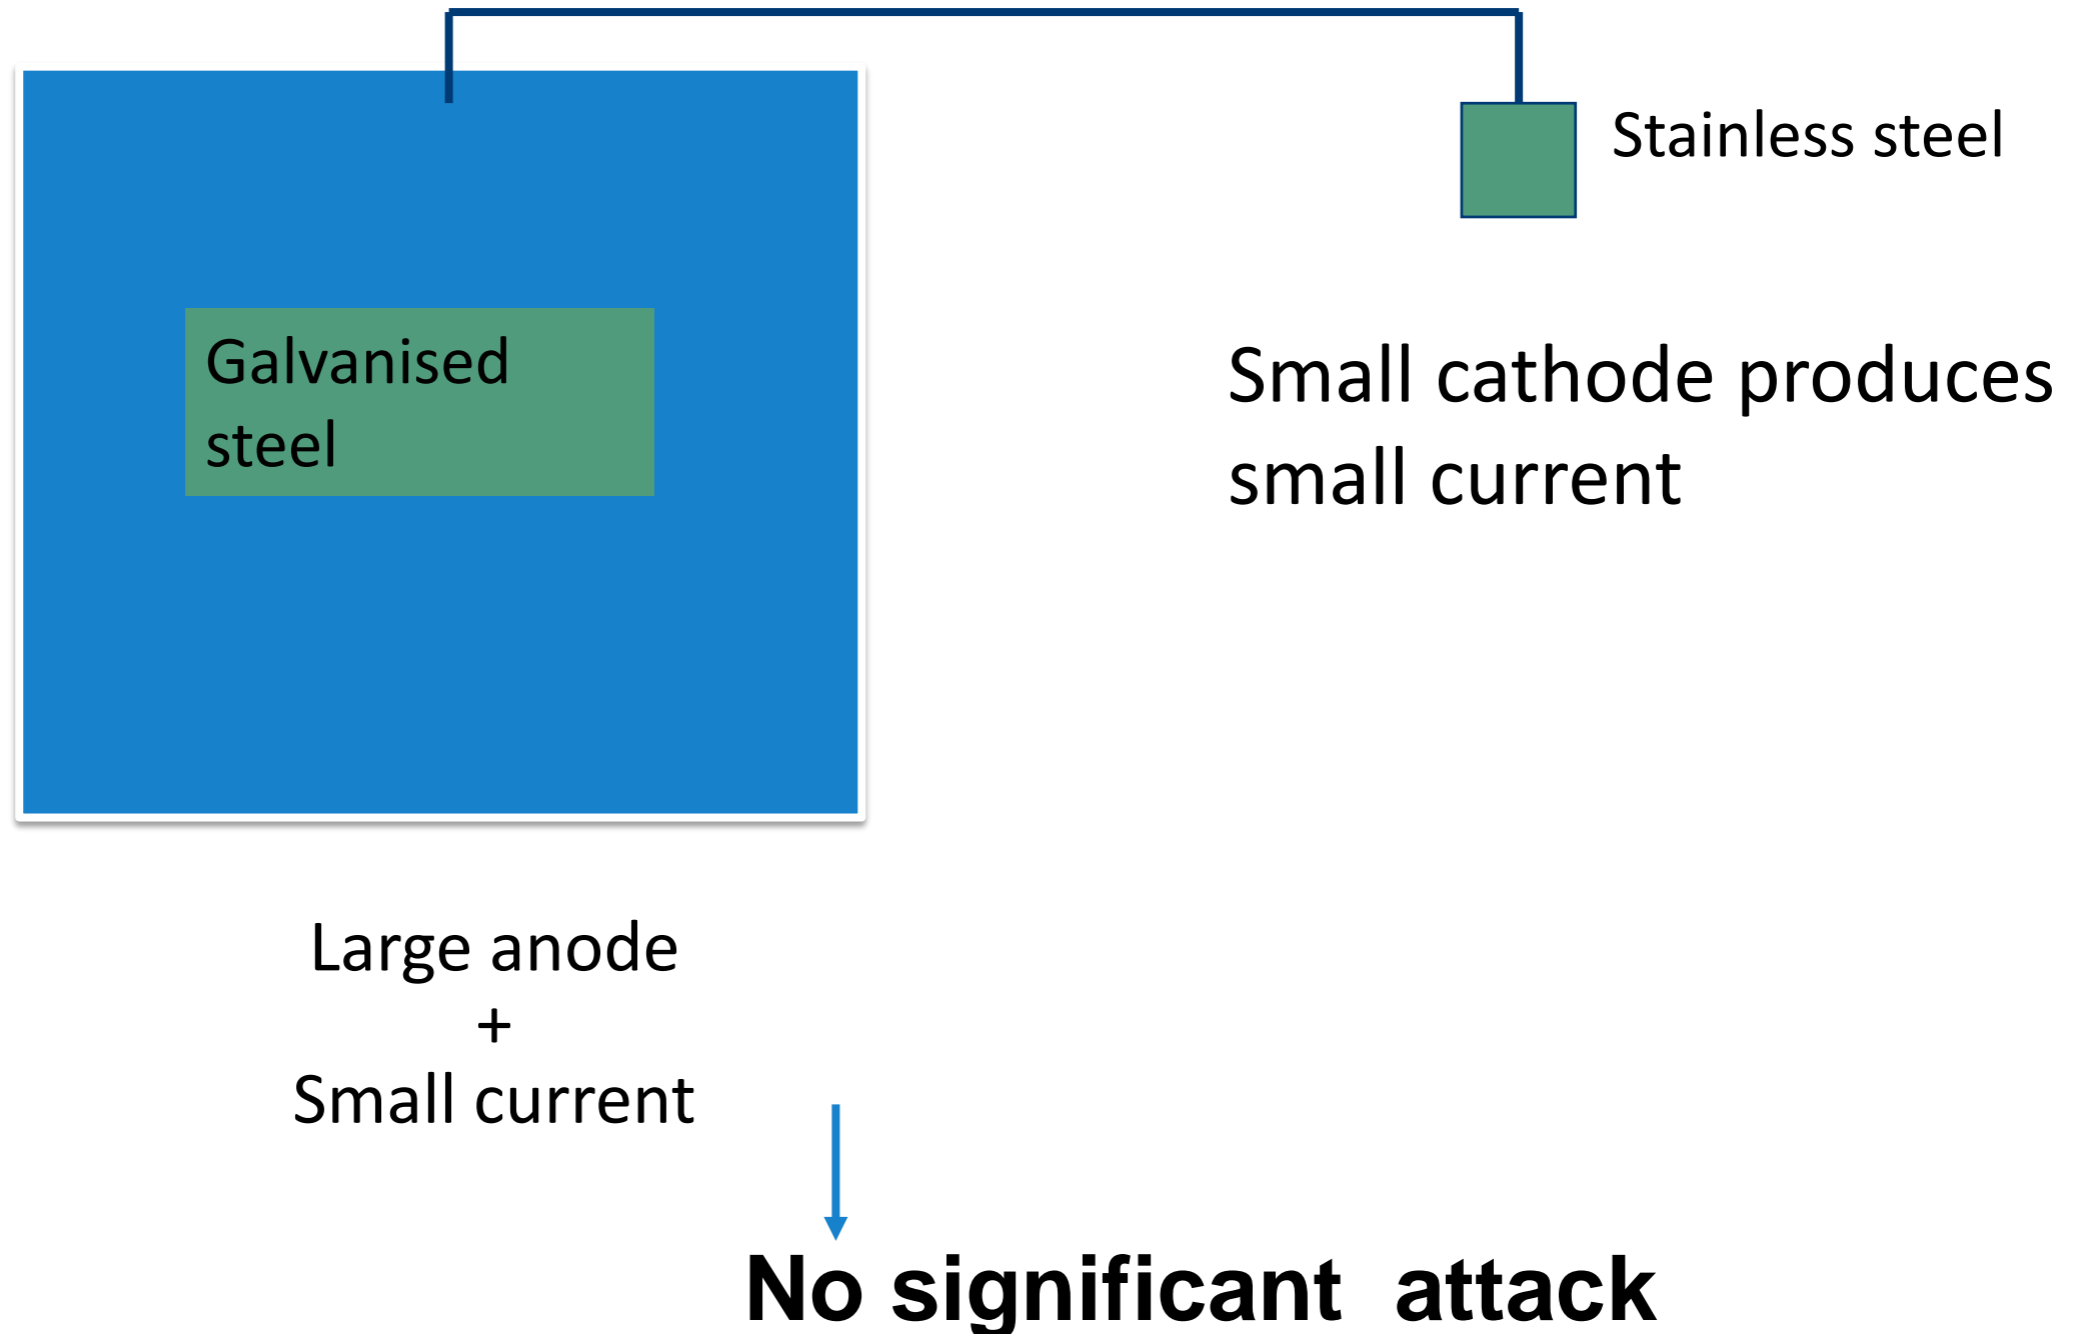 Stainless steel
Galvanised
steel
Small cathode produces
small current
Large anode
+
Small current
No significant  attack